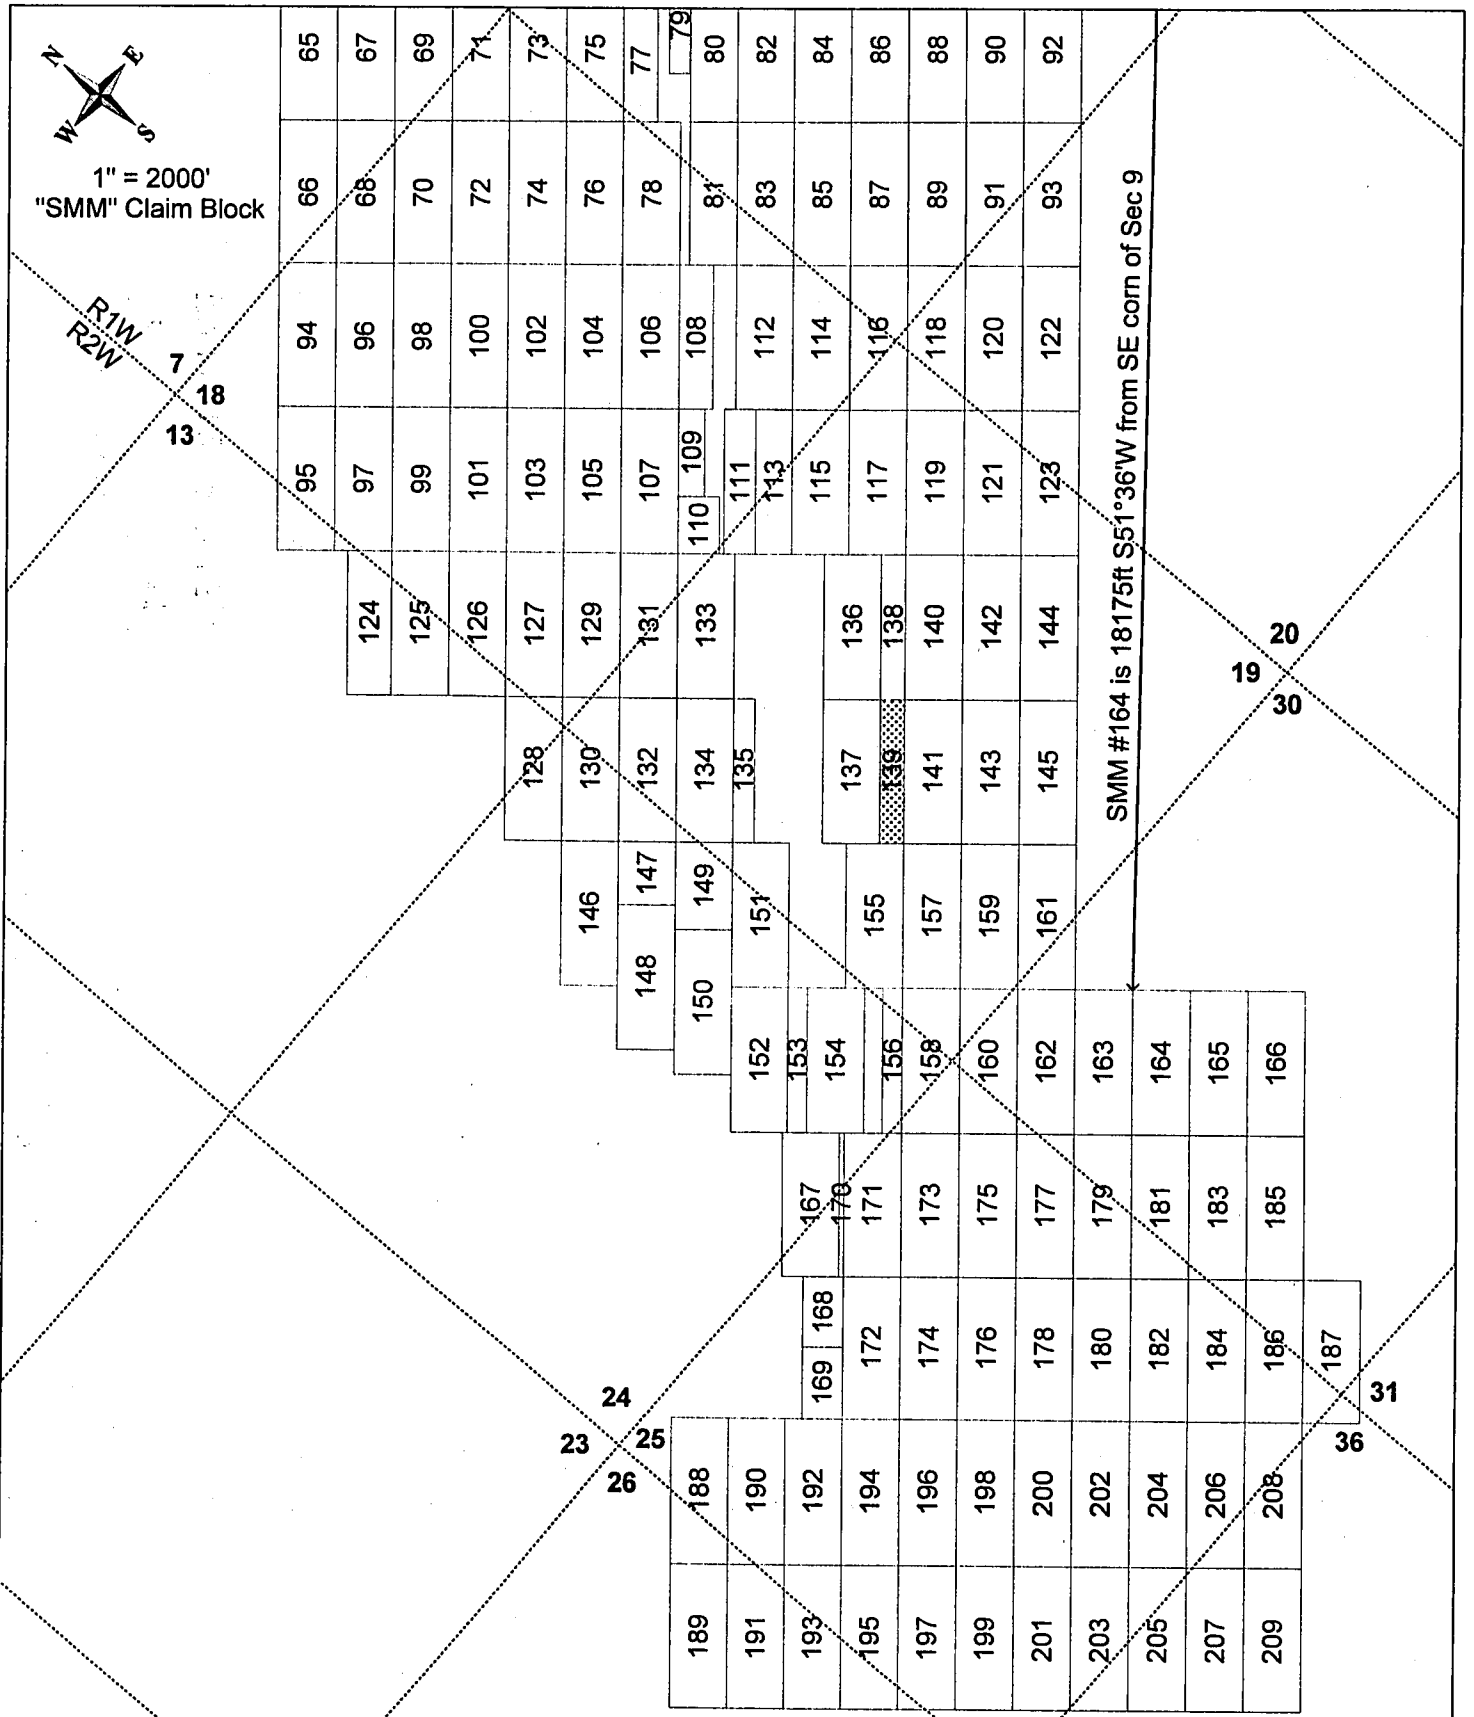 N
E
W
S
1" = 2000'
"SMM" Claim Block
65 67 69 71 73 75 77 79 80 82 84 86 88 90 92
66 68 70 72 74 76 78 81 83 85 87 89 91 93
R1W
R2W
7
18
13
94 96 98 100 102 104 106 108 112 114 116 118 120 122
95 97 99 101 103 105 107 109 110 111 113 115 117 119 121 123
SMM #164 is 18175ft S51°36'W from SE corn of Sec 9
124 125 126 127 129 131 133 136 138 140 142 144
20
19
30
128 130 132 134 135 137 139 141 143 145
146 147 149 151 155 157 159 161
148 150
152 153 154 156 158 160 162 163 164 165 166
167 170 171 173 175 177 179 181 183 185
168 169 172 174 176 178 180 182 184 186 187
31
36
24
23
25
26
188 190 192 194 196 198 200 202 204 206 208
189 191 193 195 197 199 201 203 205 207 209